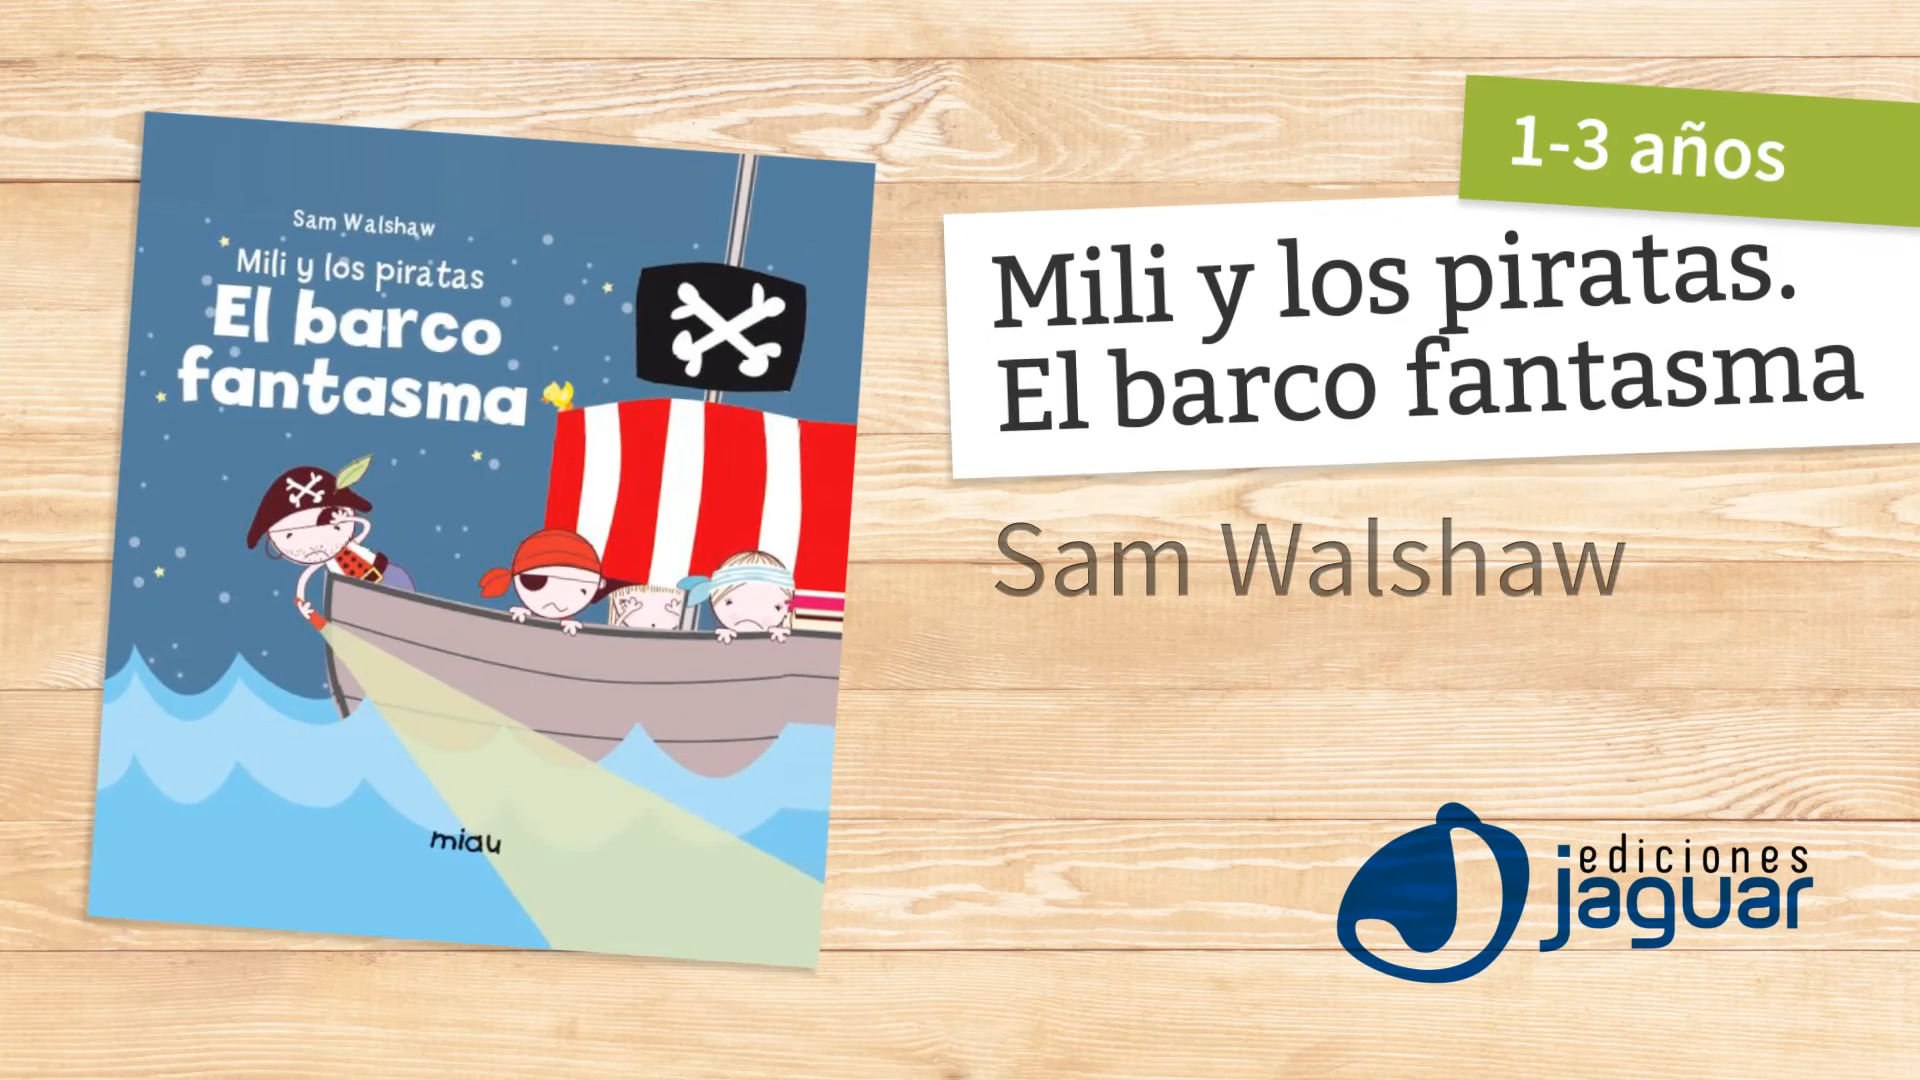 Sam Walshaw
Mili y los piratas
El barco
fantasma
miau
1-3 años
Mili y los piratas.
El barco fantasma
Sam Walshaw
ediciones
jaguar